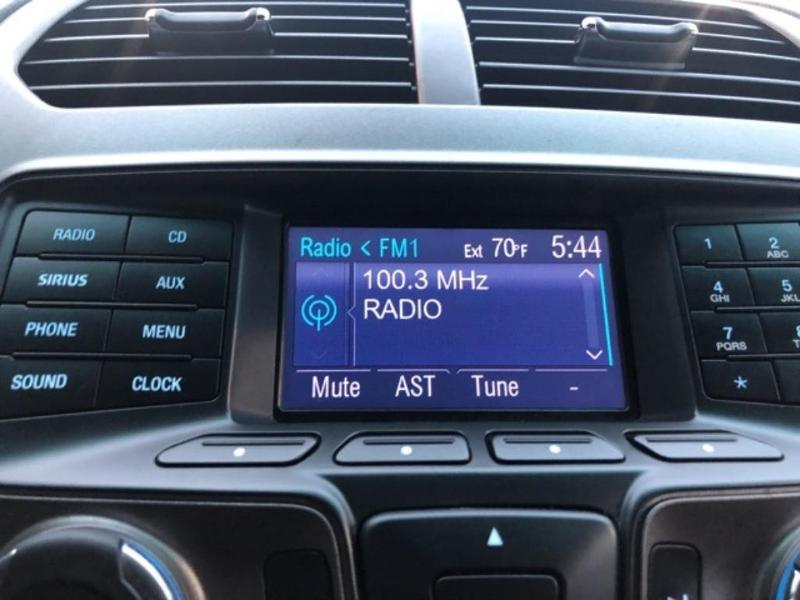 RADIO
CD
SIRIUS
AUX
PHONE
MENU
SOUND
CLOCK
Radio < FM1 Ext 70°F 5:44
100.3 MHz
RADIO
Mute AST Tune -
1
2
ABC
4
GHI
5
JKL
7
PQRS
*